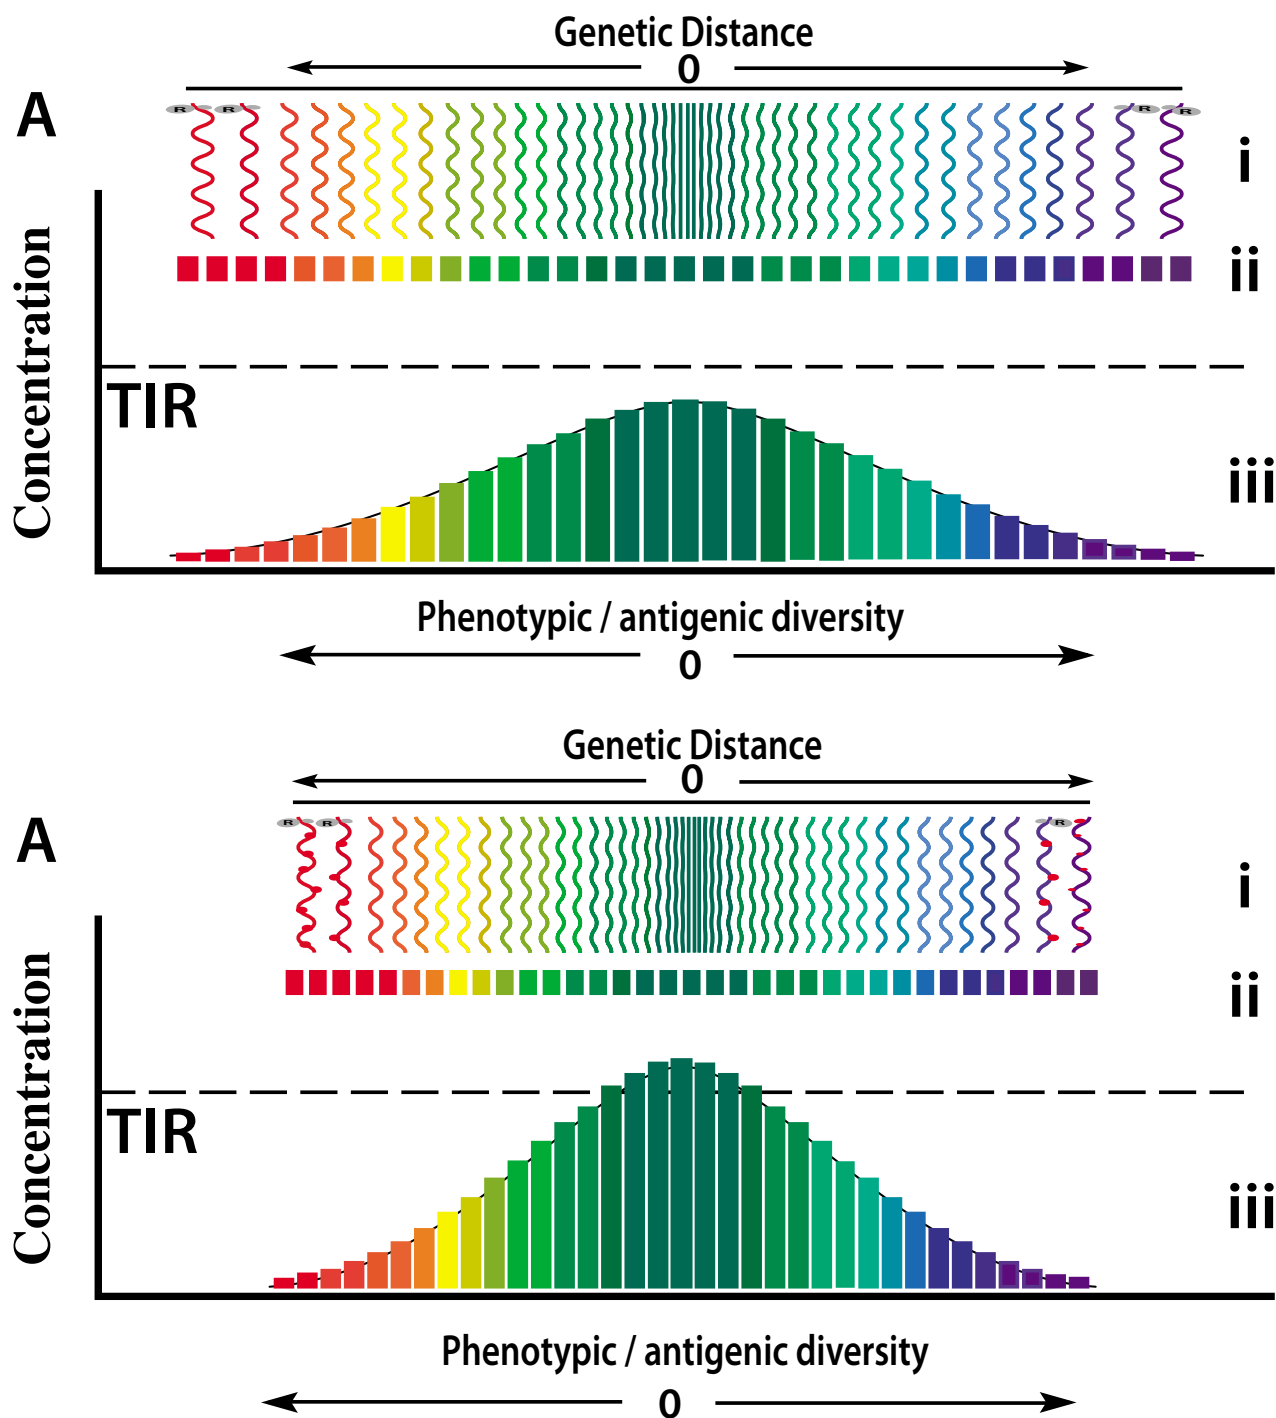 Genetic Distance
0
A
R R R R
i
ii
Concentration
TIR
iii
Phenotypic / antigenic diversity
0
Genetic Distance
0
A
R R R
i
ii
Concentration
TIR
iii
Phenotypic / antigenic diversity
0